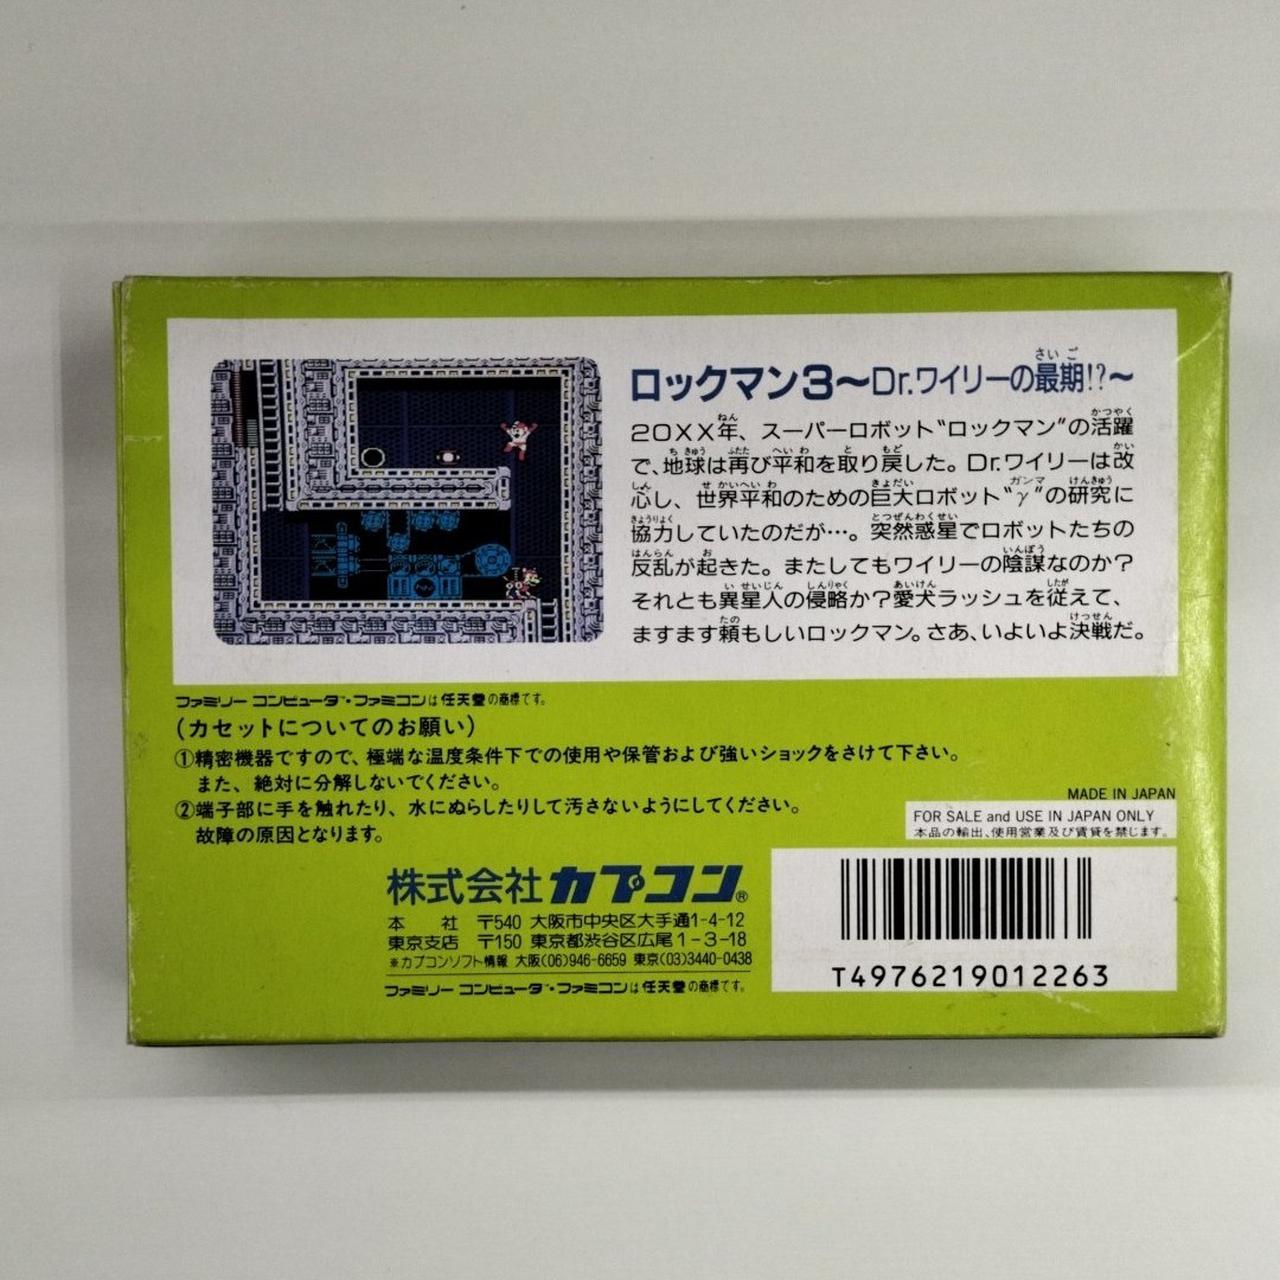 ロックマン3〜Dr.ワイリーの最期!?〜
20XX年、スーパーロボット“ロックマン”の活躍
で、地球は再び平和を取り戻した。Dr.ワイリーは改
心し、世界平和のための巨大ロボット“γ”の研究に
協力していたのだが…。突然惑星でロボットたちの
反乱が起きた。またしてもワイリーの陰謀なのか？
それとも異星人の侵略か？愛犬ラッシュを従えて、
ますます頼もしいロックマン。さあ、いよいよ決戦だ。
ファミリーコンピュータ™・ファミコンは任天堂の商標です。
(カセットについてのお願い)
①精密機器ですので、極端な温度条件下での使用や保管および強いショックをさけて下さい。
また、絶対に分解しないでください。
②端子部に手を触れたり、水にぬらしたりして汚さないようにしてください。
故障の原因となります。
MADE IN JAPAN
FOR SALE and USE IN JAPAN ONLY
本品の輸出、使用営業及び賃貸を禁じます。
株式会社カプコン®
本　社 〒540 大阪市中央区大手通1-4-12
東京支店 〒150 東京都渋谷区広尾1-3-18
※カプコンソフト情報 大阪(06)946-6659 東京(03)3440-0438
ファミリーコンピュータ™・ファミコンは任天堂の商標です。
T4976219012263